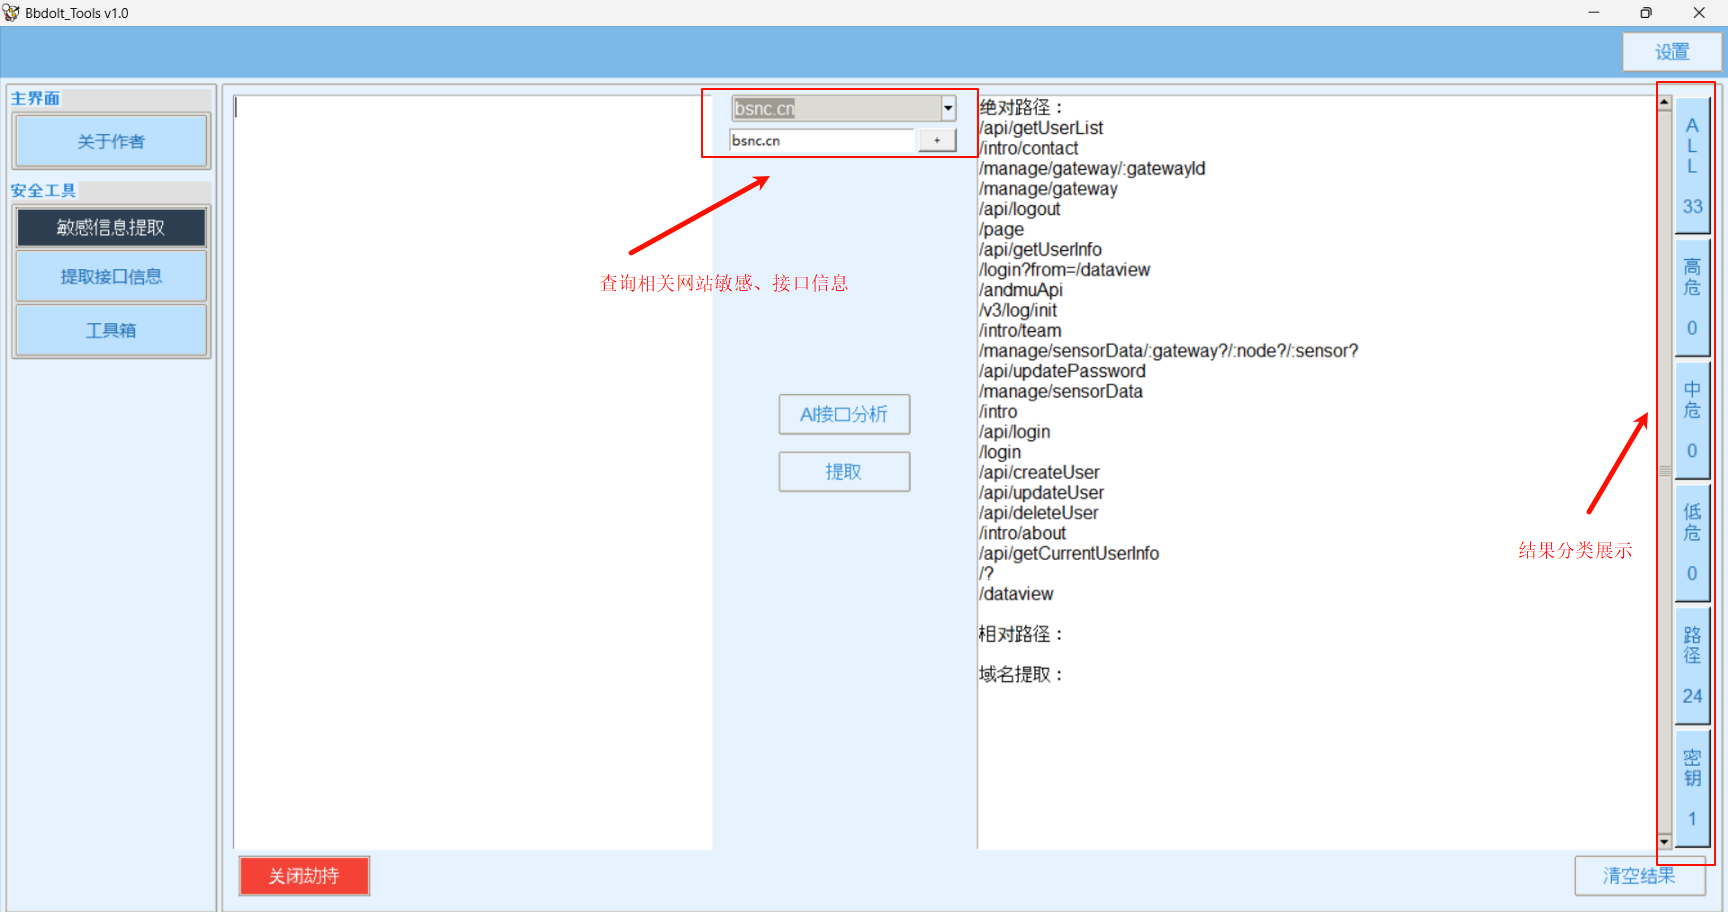 Bbdolt_Tools v1.0
设置
主界面
关于作者
安全工具
敏感信息提取
提取接口信息
工具箱
bsnc.cn
bsnc.cn
+
查询相关网站敏感、接口信息
AI接口分析
提取
关闭劫持
绝对路径：
/api/getUserList
/intro/contact
/manage/gateway/:gatewayId
/manage/gateway
/api/logout
/page
/api/getUserInfo
/login?from=/dataview
/andmuApi
/v3/log/init
/intro/team
/manage/sensorData/:gateway?/:node?/:sensor?
/api/updatePassword
/manage/sensorData
/intro
/api/login
/login
/api/createUser
/api/updateUser
/api/deleteUser
/intro/about
/api/getCurrentUserInfo
/?
/dataview
相对路径：
域名提取：
结果分类展示
ALL
33
高危
0
中危
0
低危
0
路径
24
密钥
1
清空结果